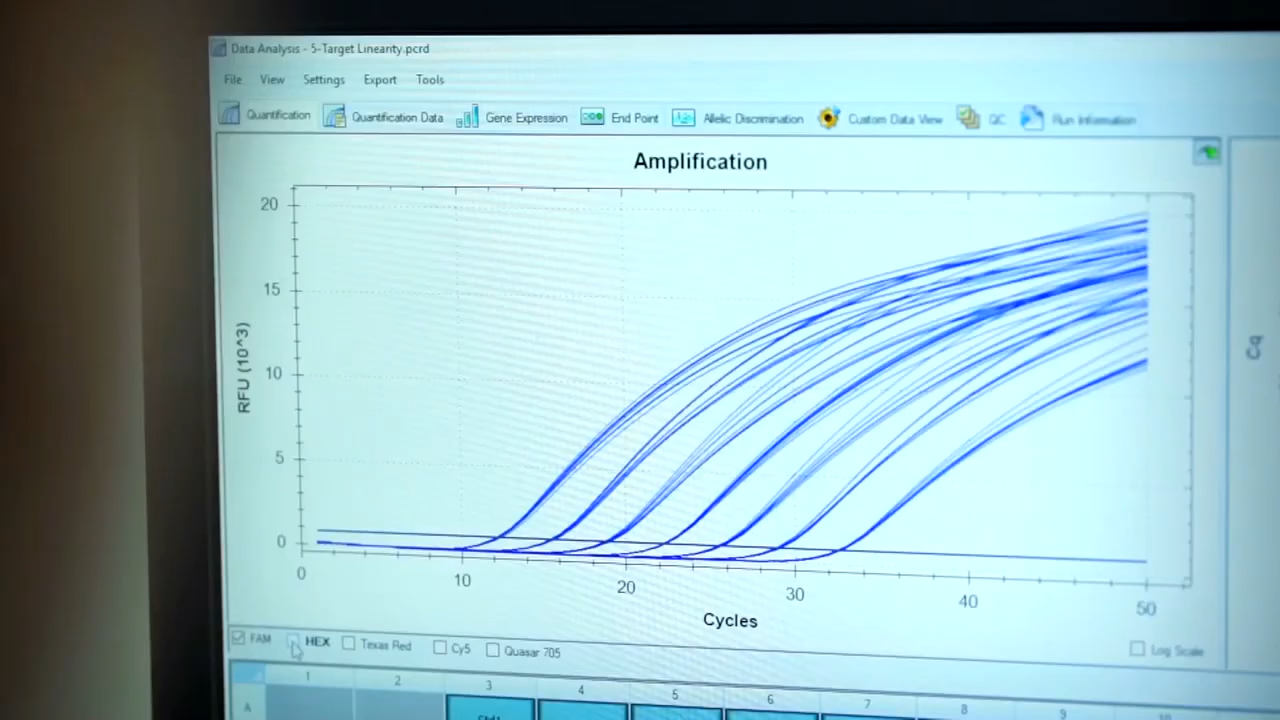 Data Analysis - 5-Target Linearity.pcrd
File View Settings Export Tools
Quantification Quantification Data Gene Expression End Point Allelic Discrimination Custom Data View QC Run Information
Amplification
20
15
10
5
0
RFU (10^3)
0 10 20 30 40 50
Cycles
Cq
FAM HEX Texas Red Cy5 Quasar 705 Log Scale
1 2 3 4 5 6 7 8 9 10
A